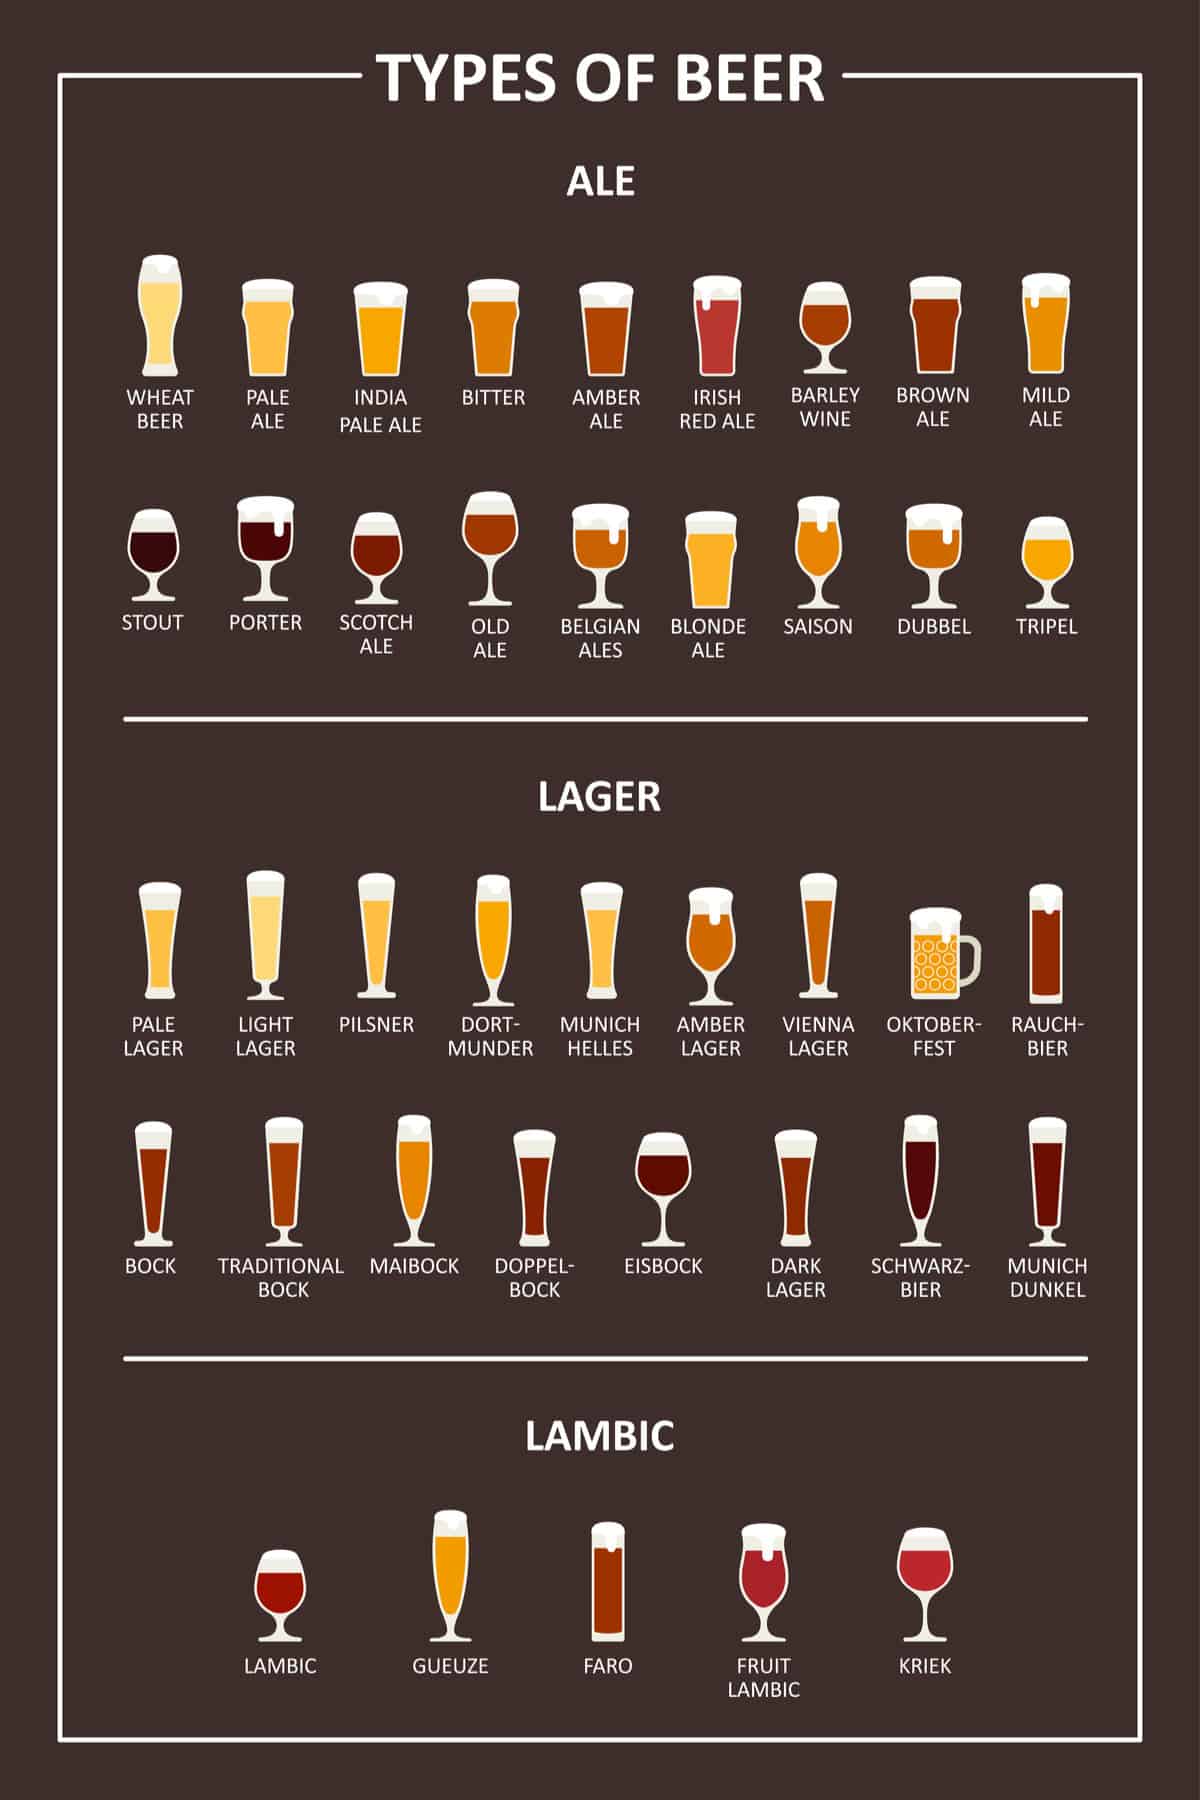 TYPES OF BEER
ALE
WHEAT
BEER
PALE
ALE
INDIA
PALE ALE
BITTER
AMBER
ALE
IRISH
RED ALE
BARLEY
WINE
BROWN
ALE
MILD
ALE
STOUT
PORTER
SCOTCH
ALE
OLD
ALE
BELGIAN
ALES
BLONDE
ALE
SAISON
DUBBEL
TRIPEL
LAGER
PALE
LAGER
LIGHT
LAGER
PILSNER
DORT-
MUNDER
MUNICH
HELLES
AMBER
LAGER
VIENNA
LAGER
OKTOBER-
FEST
RAUCH-
BIER
BOCK
TRADITIONAL
BOCK
MAIBOCK
DOPPEL-
BOCK
EISBOCK
DARK
LAGER
SCHWARZ-
BIER
MUNICH
DUNKEL
LAMBIC
LAMBIC
GUEUZE
FARO
FRUIT
LAMBIC
KRIEK